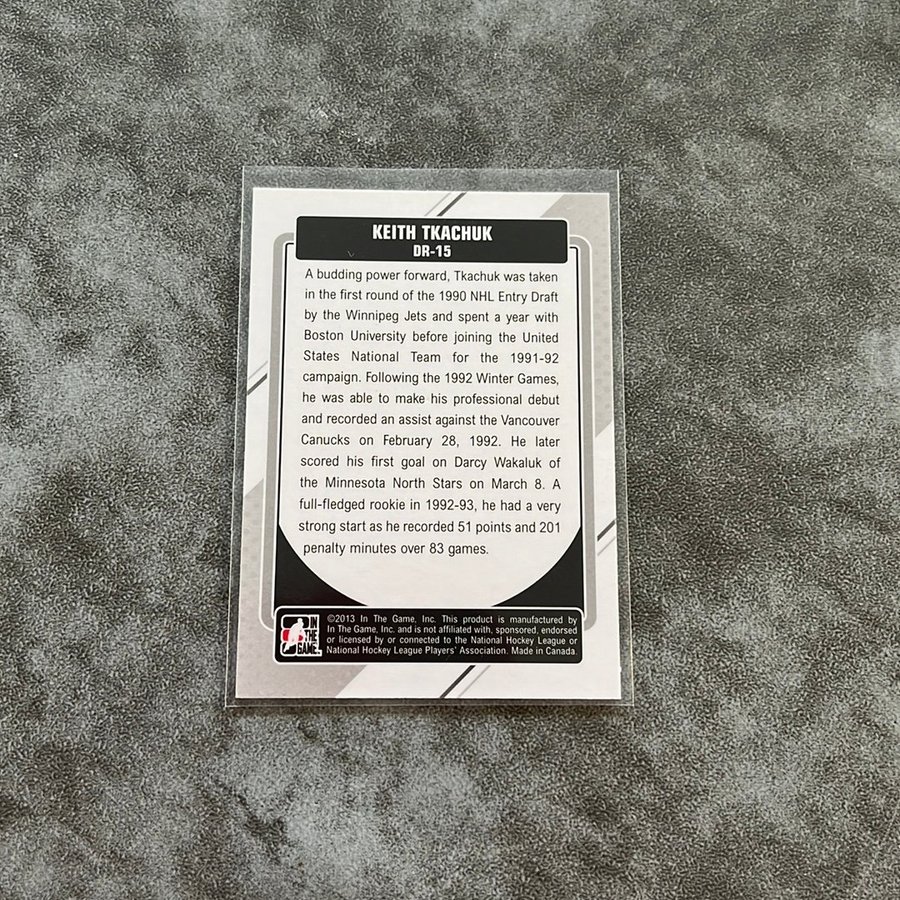 KEITH TKACHUK
DR-15
A budding power forward, Tkachuk was taken
in the first round of the 1990 NHL Entry Draft
by the Winnipeg Jets and spent a year with
Boston University before joining the United
States National Team for the 1991-92
campaign. Following the 1992 Winter Games,
he was able to make his professional debut
and recorded an assist against the Vancouver
Canucks on February 28, 1992. He later
scored his first goal on Darcy Wakaluk of
the Minnesota North Stars on March 8. A
full-fledged rookie in 1992-93, he had a very
strong start as he recorded 51 points and 201
penalty minutes over 83 games.
IN
THE
GAME
©2013 In The Game, Inc. This product is manufactured by
In The Game, Inc. and is not affiliated with, sponsored, endorsed
or licensed by or connected to the National Hockey League or
National Hockey League Players' Association. Made in Canada.